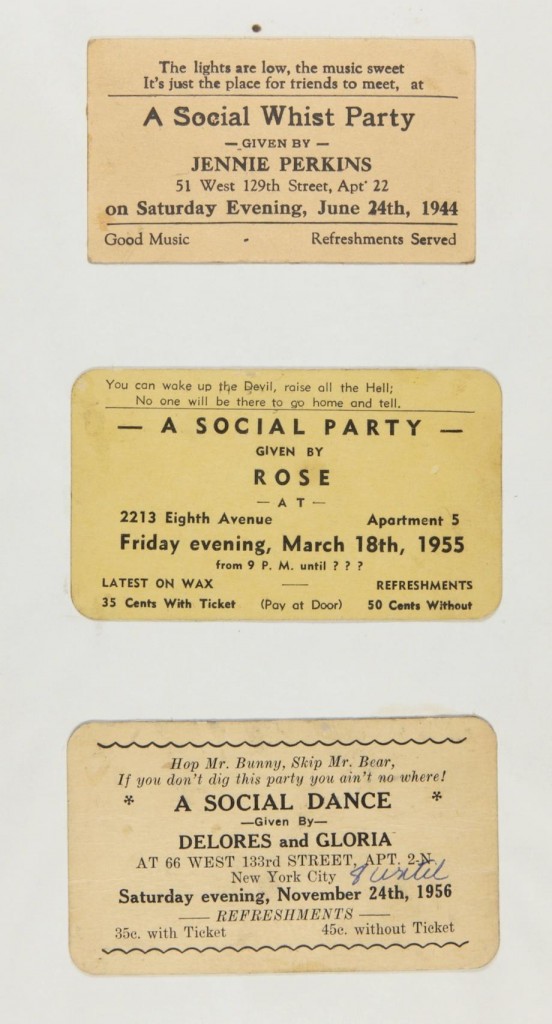 The lights are low, the music sweet
It's just the place for friends to meet, at
A Social Whist Party
— GIVEN BY —
JENNIE PERKINS
51 West 129th Street, Apt 22
on Saturday Evening, June 24th, 1944
Good Music - Refreshments Served
You can wake up the Devil, raise all the Hell;
No one will be there to go home and tell.
— A SOCIAL PARTY —
GIVEN BY
ROSE
— AT —
2213 Eighth Avenue Apartment 5
Friday evening, March 18th, 1955
from 9 P. M. until ? ? ?
LATEST ON WAX — REFRESHMENTS
35 Cents With Ticket (Pay at Door) 50 Cents Without
Hop Mr. Bunny, Skip Mr. Bear,
If you don't dig this party you ain't no where!
* A SOCIAL DANCE *
—Given By—
DELORES and GLORIA
AT 66 WEST 133rd STREET, APT. 2-N
New York City
Saturday evening, November 24th, 1956
— REFRESHMENTS —
35c. with Ticket 45c. without Ticket